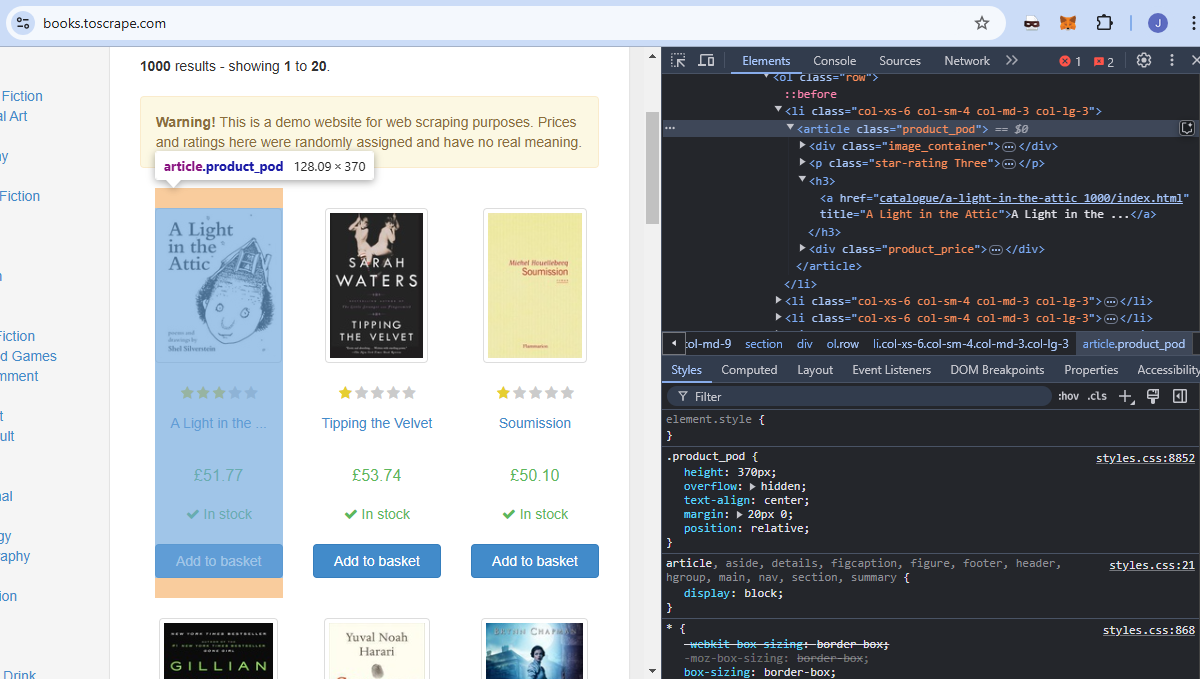 books.toscrape.com
J
1000 results - showing 1 to 20.
Warning! This is a demo website for web scraping purposes. Prices
and ratings here were randomly assigned and have no real meaning.
article.product_pod 128.09 × 370
Fiction
al Art
Fiction
Fiction
d Games
mment
t
ult
nal
gy
raphy
ion
Drink
A Light
in the
Attic
poems and
drawings by
Shel Silverstein
SARAH
WATERS
TIPPING
THE VELVET
Michel Houellebecq
Soumission
Flammarion
A Light in the ...
Tipping the Velvet
Soumission
£51.77
£53.74
£50.10
In stock
In stock
In stock
Add to basket
Add to basket
Add to basket
NEW YORK TIMES BESTSELLER
GILLIAN
Yuval Noah
Harari
CHAPMAN
Elements
Console
Sources
Network
1
2
<ol class="row">
::before
<li class="col-xs-6 col-sm-4 col-md-3 col-lg-3">
<article class="product_pod"> == $0
<div class="image_container"> </div>
<p class="star-rating Three"> </p>
<h3>
<a href="catalogue/a-light-in-the-attic_1000/index.html"
title="A Light in the Attic">A Light in the ...</a>
</h3>
<div class="product_price"> </div>
</article>
</li>
<li class="col-xs-6 col-sm-4 col-md-3 col-lg-3"> </li>
<li class="col-xs-6 col-sm-4 col-md-3 col-lg-3"> </li>
col-md-9 section div ol.row li.col-xs-6.col-sm-4.col-md-3.col-lg-3 article.product_pod
Styles Computed Layout Event Listeners DOM Breakpoints Properties Accessibility
Filter :hov .cls
element.style {
}
.product_pod { styles.css:8852
height: 370px;
overflow: hidden;
text-align: center;
margin: 20px 0;
position: relative;
}
article, aside, details, figcaption, figure, footer, header, styles.css:21
hgroup, main, nav, section, summary {
display: block;
}
* { styles.css:868
-webkit-box-sizing: border-box;
-moz-box-sizing: border-box;
box-sizing: border-box;